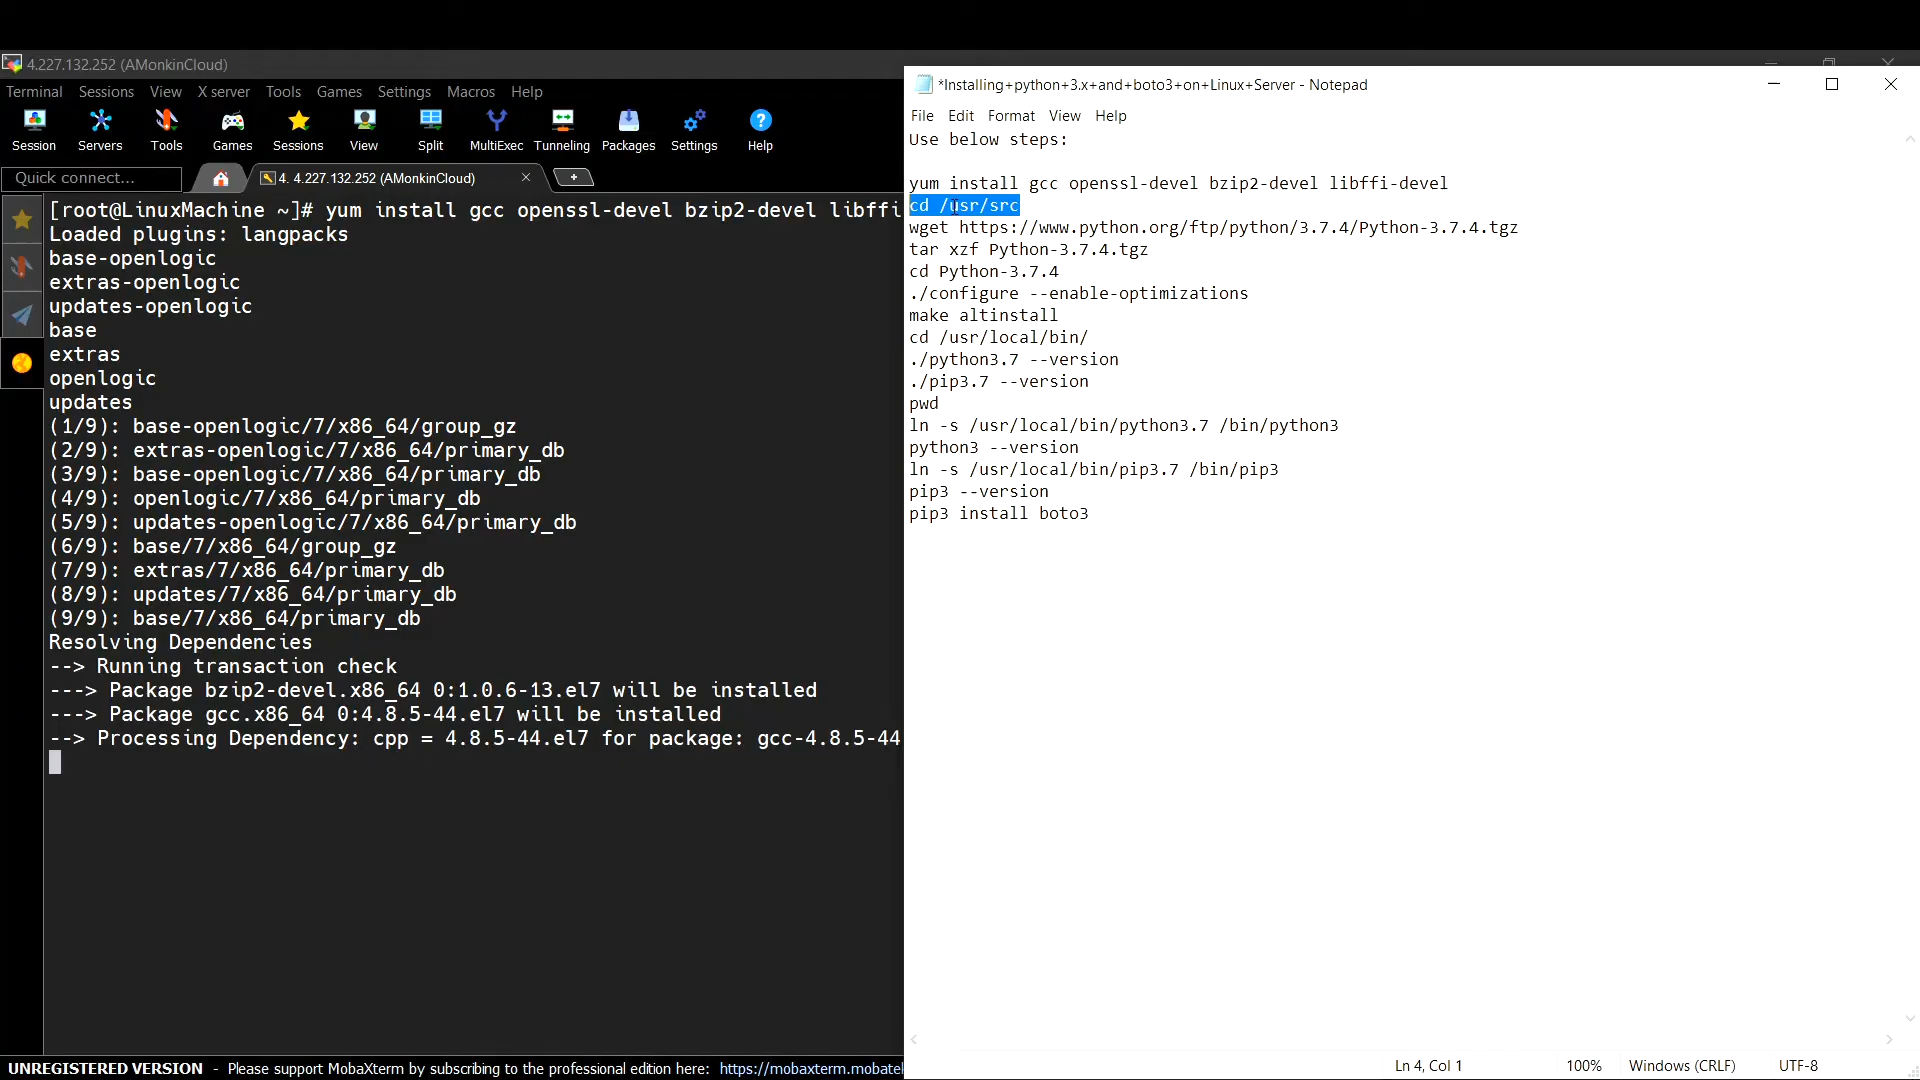 4.227.132.252 (AMonkinCloud)
Terminal Sessions View X server Tools Games Settings Macros Help
Session Servers Tools Games Sessions View Split MultiExec Tunneling Packages Settings Help
Quick connect...
4. 4.227.132.252 (AMonkinCloud)
[root@LinuxMachine ~]# yum install gcc openssl-devel bzip2-devel libffi
Loaded plugins: langpacks
base-openlogic
extras-openlogic
updates-openlogic
base
extras
openlogic
updates
(1/9): base-openlogic/7/x86_64/group_gz
(2/9): extras-openlogic/7/x86_64/primary_db
(3/9): base-openlogic/7/x86_64/primary_db
(4/9): openlogic/7/x86_64/primary_db
(5/9): updates-openlogic/7/x86_64/primary_db
(6/9): base/7/x86_64/group_gz
(7/9): extras/7/x86_64/primary_db
(8/9): updates/7/x86_64/primary_db
(9/9): base/7/x86_64/primary_db
Resolving Dependencies
--> Running transaction check
---> Package bzip2-devel.x86_64 0:1.0.6-13.el7 will be installed
---> Package gcc.x86_64 0:4.8.5-44.el7 will be installed
--> Processing Dependency: cpp = 4.8.5-44.el7 for package: gcc-4.8.5-44
UNREGISTERED VERSION - Please support MobaXterm by subscribing to the professional edition here: https://mobaxterm.mobatek
*Installing+python+3.x+and+boto3+on+Linux+Server - Notepad
File Edit Format View Help
Use below steps:
yum install gcc openssl-devel bzip2-devel libffi-devel
cd /usr/src
wget https://www.python.org/ftp/python/3.7.4/Python-3.7.4.tgz
tar xzf Python-3.7.4.tgz
cd Python-3.7.4
./configure --enable-optimizations
make altinstall
cd /usr/local/bin/
./python3.7 --version
./pip3.7 --version
pwd
ln -s /usr/local/bin/python3.7 /bin/python3
python3 --version
ln -s /usr/local/bin/pip3.7 /bin/pip3
pip3 --version
pip3 install boto3
Ln 4, Col 1 100% Windows (CRLF) UTF-8